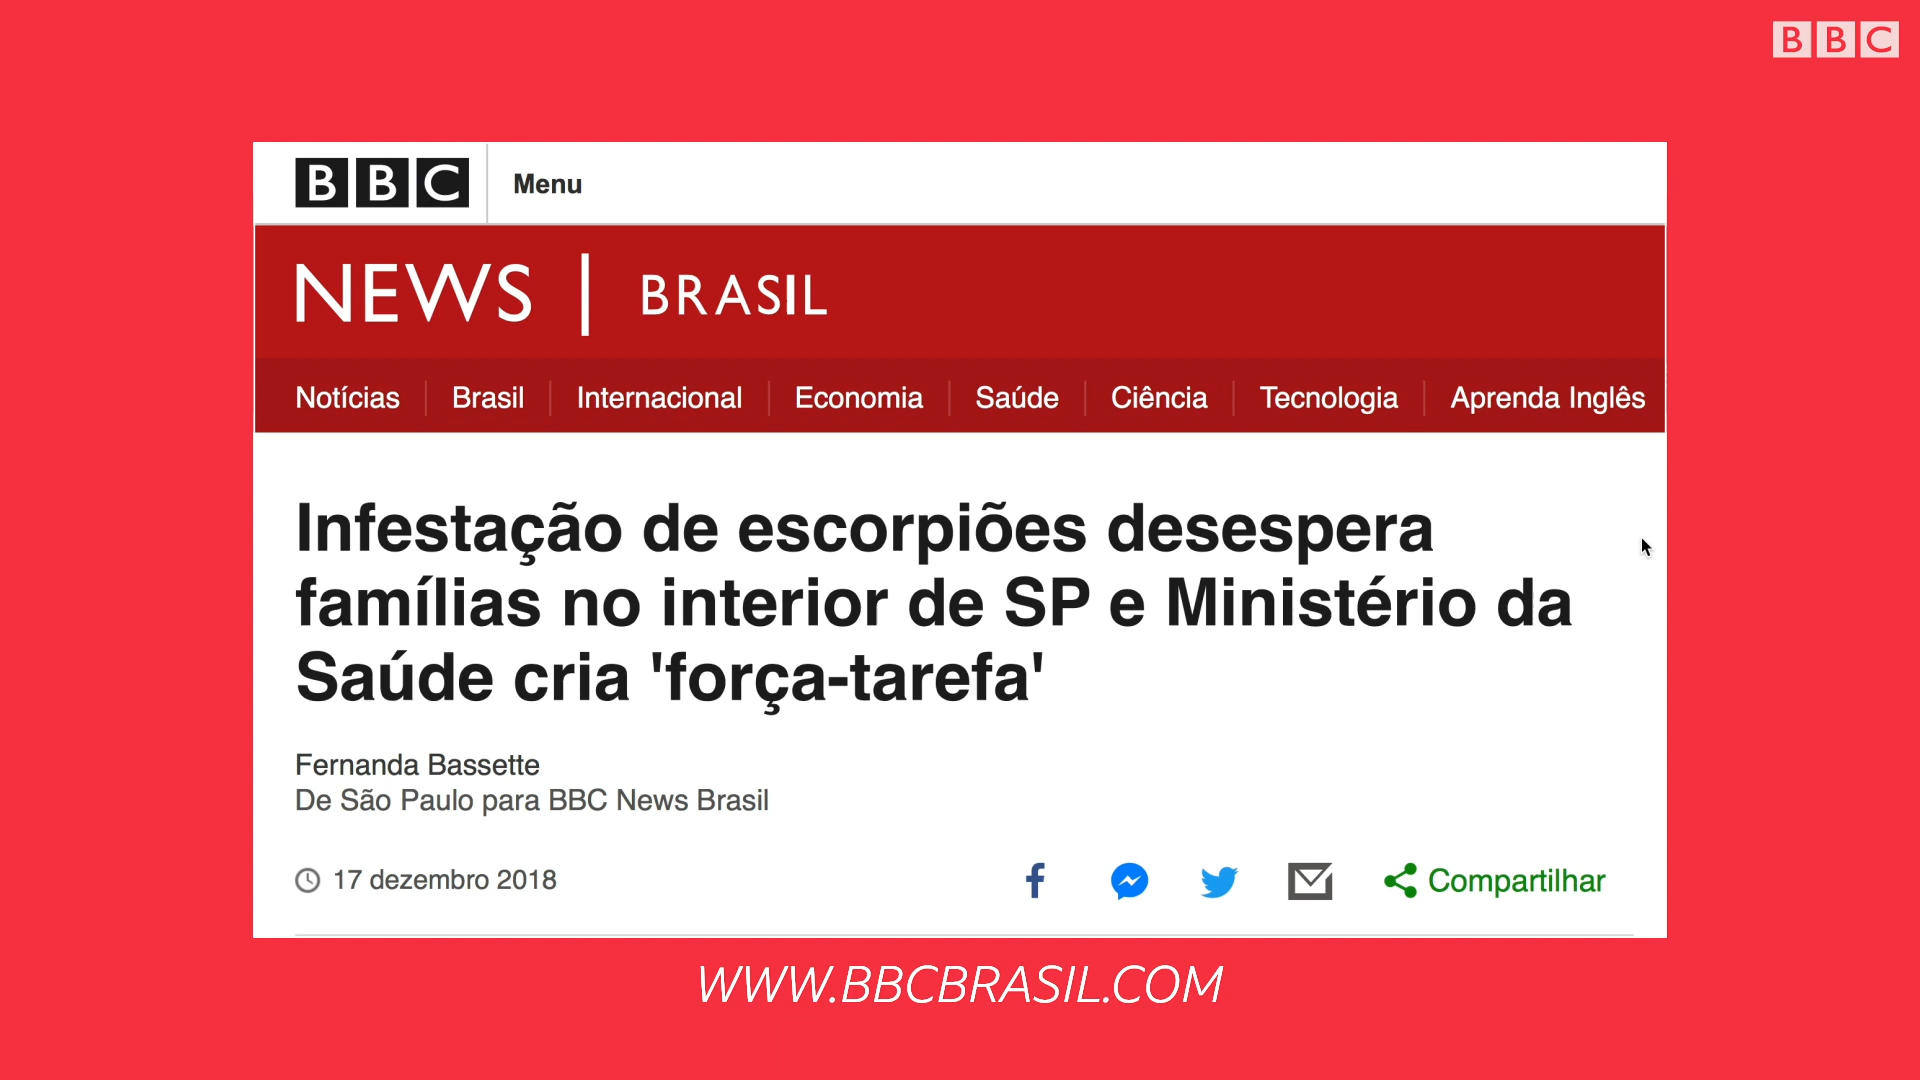 BBC
BBC
Menu
NEWS | BRASIL
Notícias Brasil Internacional Economia Saúde Ciência Tecnologia Aprenda Inglês
Infestação de escorpiões desespera
famílias no interior de SP e Ministério da
Saúde cria 'força-tarefa'
Fernanda Bassette
De São Paulo para BBC News Brasil
17 dezembro 2018
Compartilhar
WWW.BBCBRASIL.COM